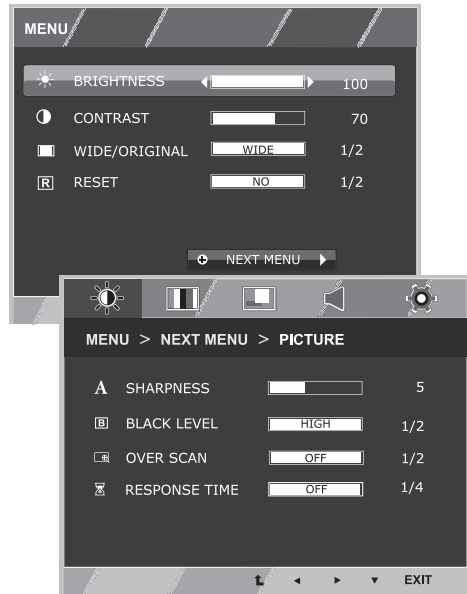 MENU
BRIGHTNESS 100
CONTRAST 70
WIDE/ORIGINAL WIDE 1/2
R RESET NO 1/2
NEXT MENU
MENU > NEXT MENU > PICTURE
A SHARPNESS 5
B BLACK LEVEL HIGH 1/2
OVER SCAN OFF 1/2
RESPONSE TIME OFF 1/4
EXIT